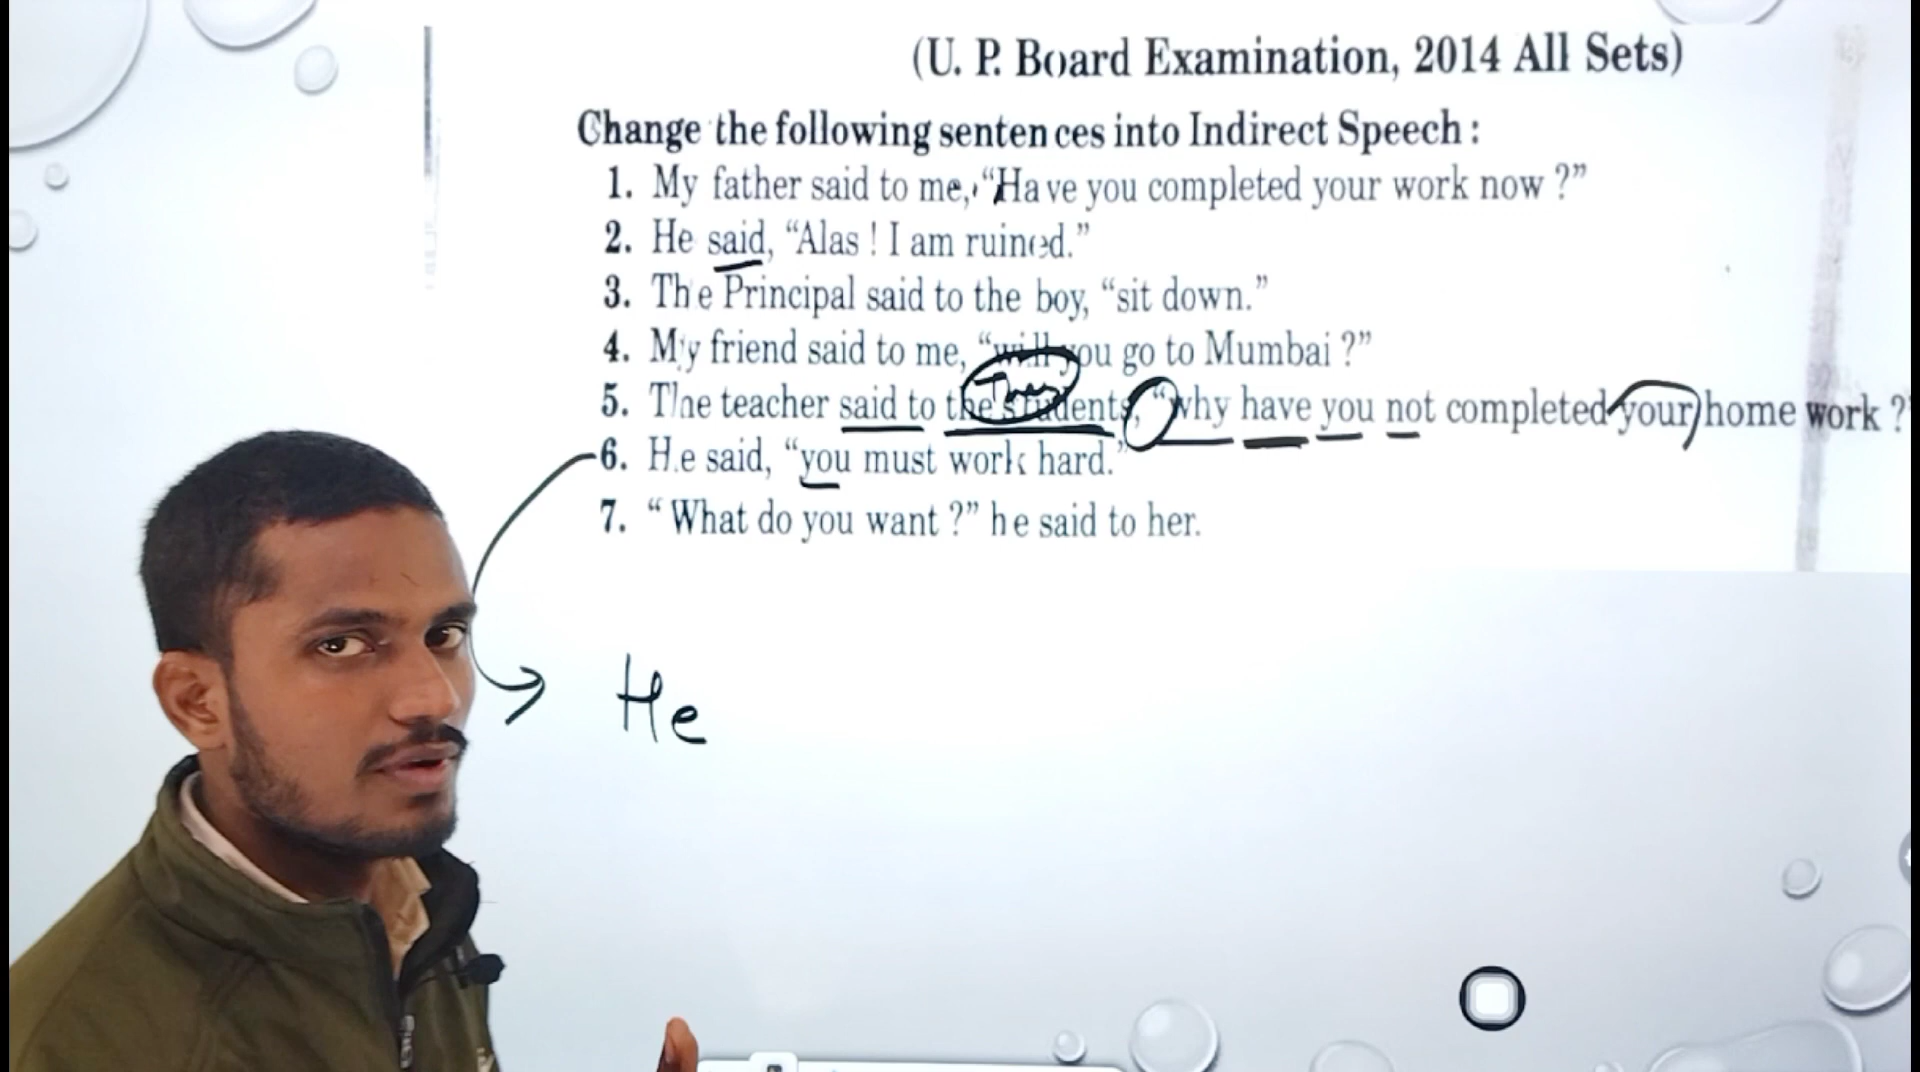 (U. P. Board Examination, 2014 All Sets)
Change the following sentences into Indirect Speech :
1. My father said to me, “Have you completed your work now ?”
2. He said, “Alas ! I am ruined.”
3. The Principal said to the boy, “sit down.”
4. My friend said to me, “will you go to Mumbai ?”
They
5. The teacher said to the students, “why have you not completed your home work ?”
6. He said, “you must work hard.”
7. “What do you want ?” he said to her.
He